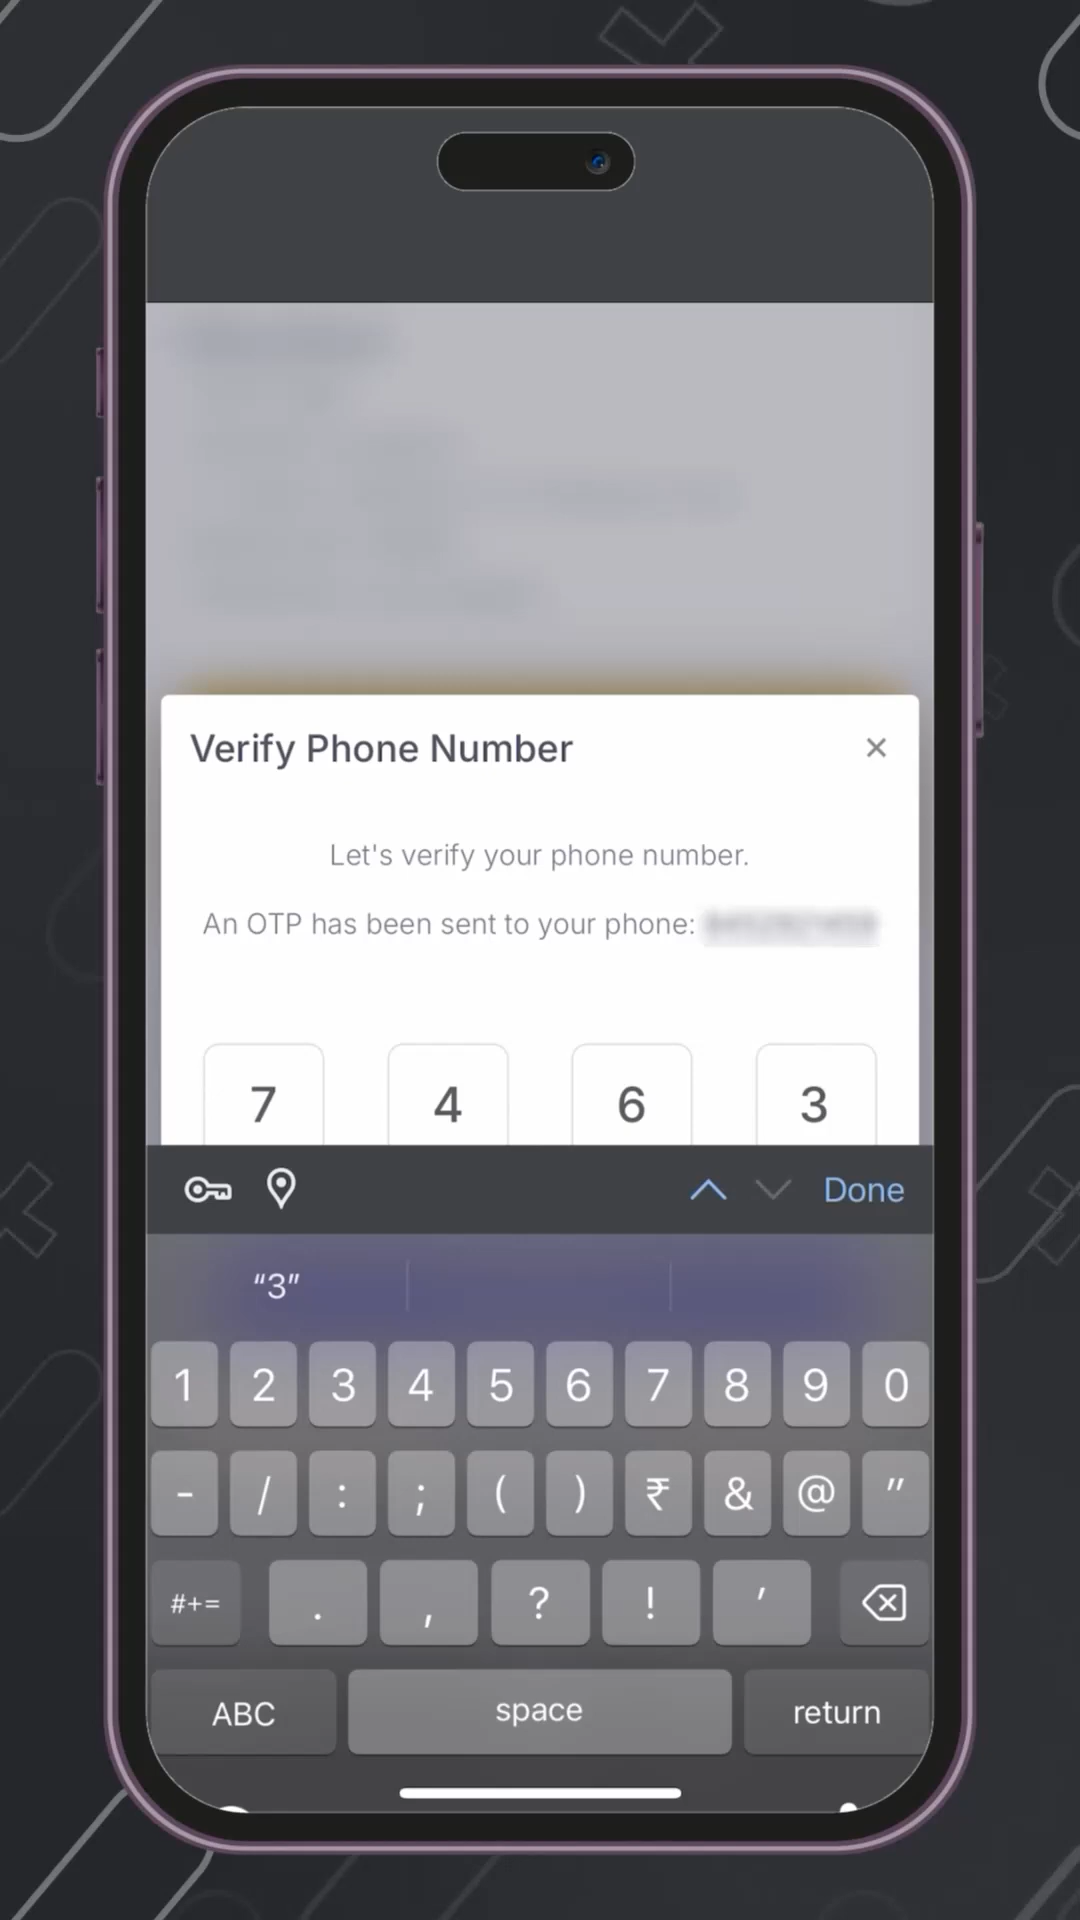 Verify Phone Number ×
Let's verify your phone number.
An OTP has been sent to your phone:
7 4 6 3
Done
“3”
1 2 3 4 5 6 7 8 9 0
- / : ; ( ) ₹ & @ "
#+= . , ? ! '
ABC space return